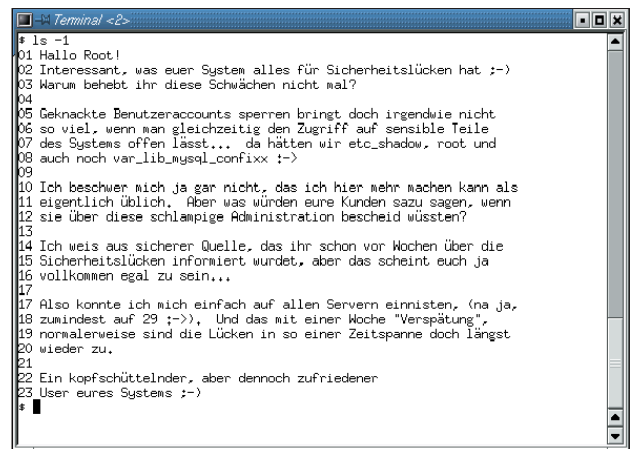 Terminal <2>
$ ls -1
01 Hallo Root!
02 Interessant, was euer System alles für Sicherheitslücken hat ;-)
03 Warum behebt ihr diese Schwächen nicht mal?
04
05 Geknackte Benutzeraccounts sperren bringt doch irgendwie nicht
06 so viel, wenn man gleichzeitig den Zugriff auf sensible Teile
07 des Systems offen lässt... da hätten wir etc_shadow, root und
08 auch noch var_lib_mysql_confixx :->
09
10 Ich beschwer mich ja gar nicht, das ich hier mehr machen kann als
11 eigentlich üblich. Aber was würden eure Kunden sazu sagen, wenn
12 sie über diese schlampige Administration bescheid wüssten?
13
14 Ich weis aus sicherer Quelle, das ihr schon vor Wochen über die
15 Sicherheitslücken informiert wurdet, aber das scheint euch ja
16 vollkommen egal zu sein...
17
17 Also konnte ich mich einfach auf allen Servern einnisten, (na ja,
18 zumindest auf 29 ;->). Und das mit einer Woche "Verspätung",
19 normalerweise sind die Lücken in so einer Zeitspanne doch längst
20 wieder zu.
21
22 Ein kopfschüttelnder, aber dennoch zufriedener
23 User eures Systems ;-)
$